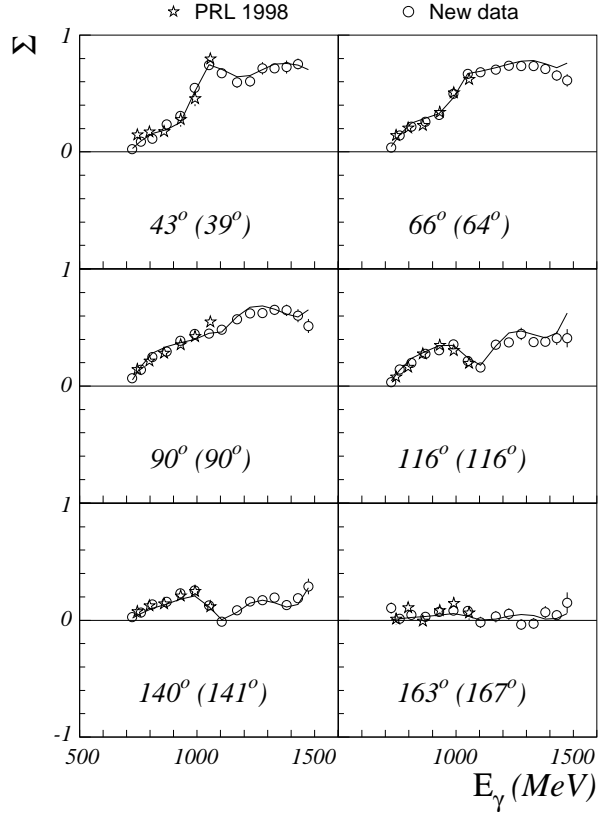 ☆ PRL 1998 ○ New data
Σ
1
0
43° (39°) 66° (64°)
1
0
90° (90°) 116° (116°)
1
0
140° (141°) 163° (167°)
-1
500 1000 1500 1000 1500
E_γ (MeV)